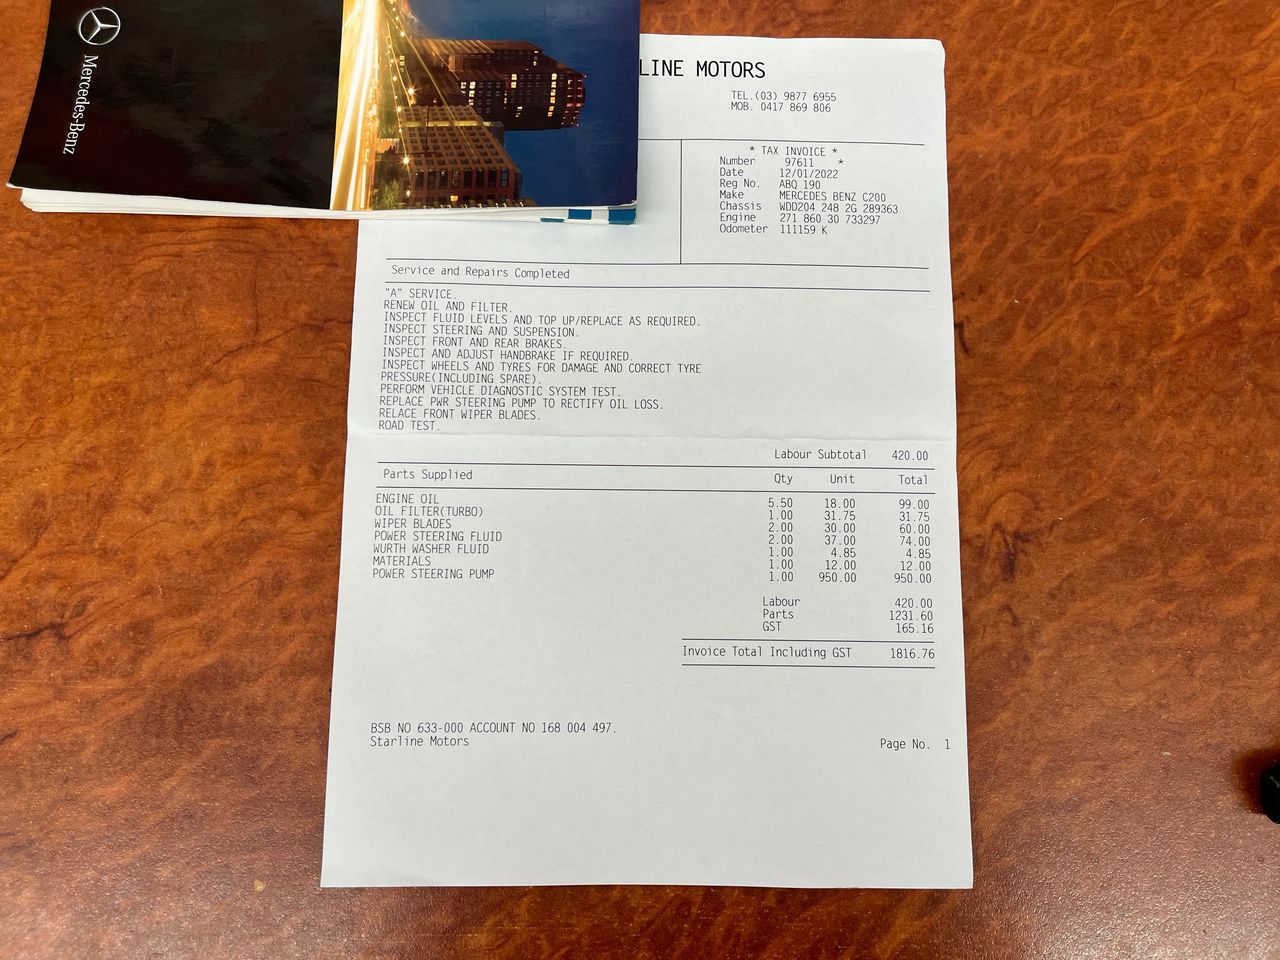 Mercedes-Benz
LINE MOTORS
TEL.(03) 9877 6955
MOB. 0417 869 806
* TAX INVOICE *
Number 97611 *
Date 12/01/2022
Reg No. ABQ 190
Make MERCEDES BENZ C200
Chassis WDD204 248 2G 289363
Engine 271 860 30 733297
Odometer 111159 K
Service and Repairs Completed
"A" SERVICE.
RENEW OIL AND FILTER.
INSPECT FLUID LEVELS AND TOP UP/REPLACE AS REQUIRED.
INSPECT STEERING AND SUSPENSION.
INSPECT FRONT AND REAR BRAKES.
INSPECT AND ADJUST HANDBRAKE IF REQUIRED.
INSPECT WHEELS AND TYRES FOR DAMAGE AND CORRECT TYRE
PRESSURE(INCLUDING SPARE).
PERFORM VEHICLE DIAGNOSTIC SYSTEM TEST.
REPLACE PWR STEERING PUMP TO RECTIFY OIL LOSS.
RELACE FRONT WIPER BLADES.
ROAD TEST.
Labour Subtotal 420.00
Parts Supplied Qty Unit Total
ENGINE OIL 5.50 18.00 99.00
OIL FILTER(TURBO) 1.00 31.75 31.75
WIPER BLADES 2.00 30.00 60.00
POWER STEERING FLUID 2.00 37.00 74.00
WURTH WASHER FLUID 1.00 4.85 4.85
MATERIALS 1.00 12.00 12.00
POWER STEERING PUMP 1.00 950.00 950.00
Labour 420.00
Parts 1231.60
GST 165.16
Invoice Total Including GST 1816.76
BSB NO 633-000 ACCOUNT NO 168 004 497.
Starline Motors
Page No. 1